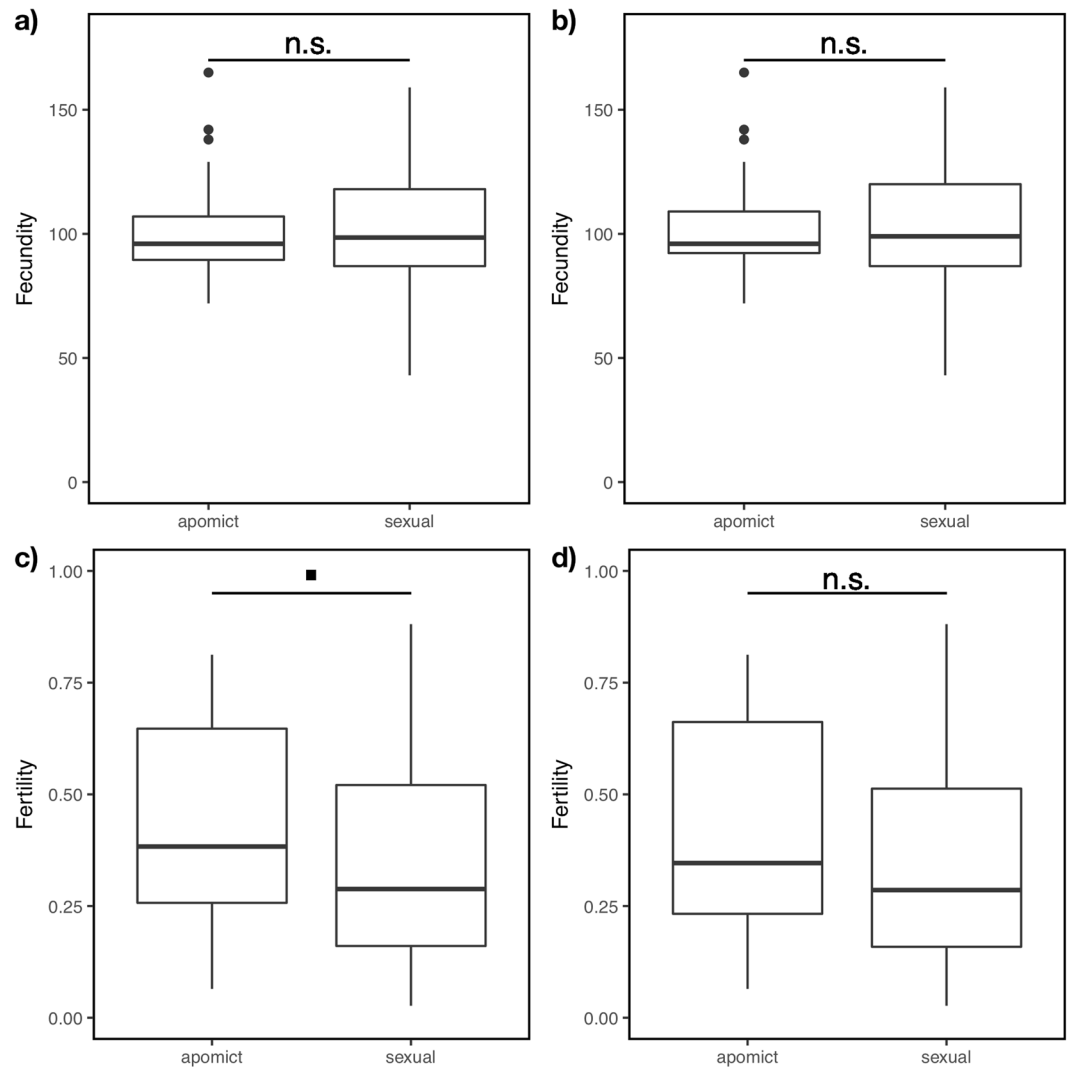 a)
n.s.
150
100
50
0
Fecundity
apomict sexual
b)
n.s.
150
100
50
0
Fecundity
apomict sexual
c)
1.00
0.75
0.50
0.25
0.00
Fertility
apomict sexual
d)
n.s.
1.00
0.75
0.50
0.25
0.00
Fertility
apomict sexual